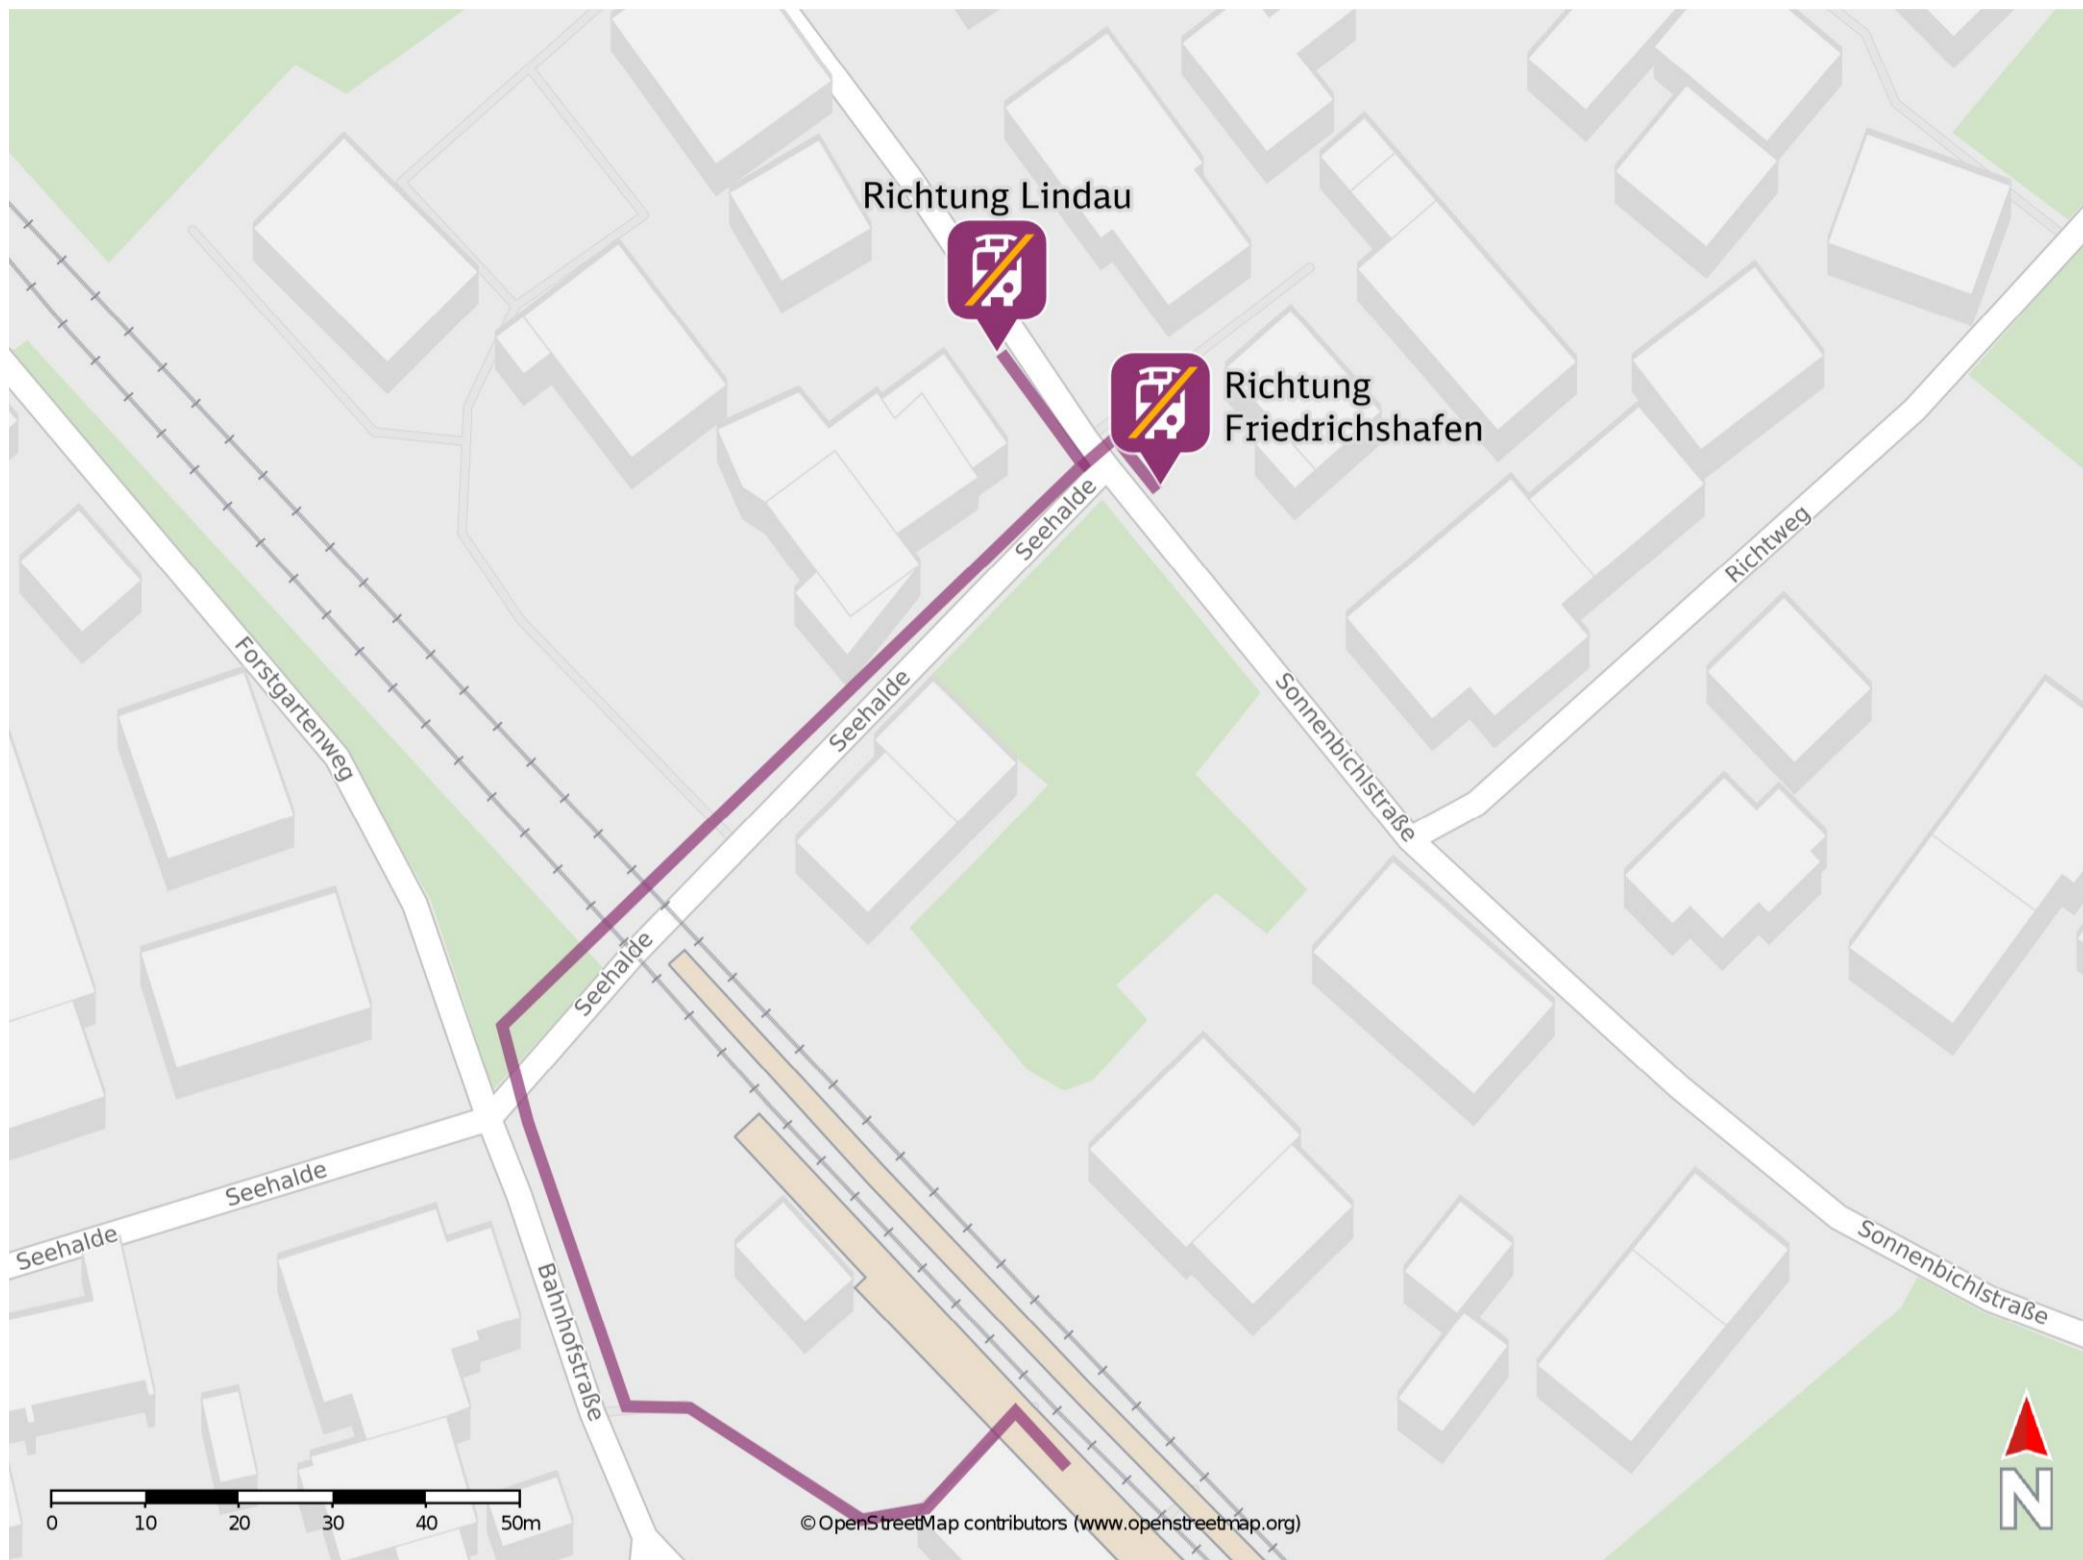 Richtung Lindau
Richtung
Friedrichshafen
Seehalde
Richtweg
Forstgartenweg
Seehalde
Sonnenbichlstraße
Seehalde
Seehalde
Seehalde
Sonnenbichlstraße
Bahnhofstraße
N
0 10 20 30 40 50m
©OpenStreetMap contributors (www.openstreetmap.org)